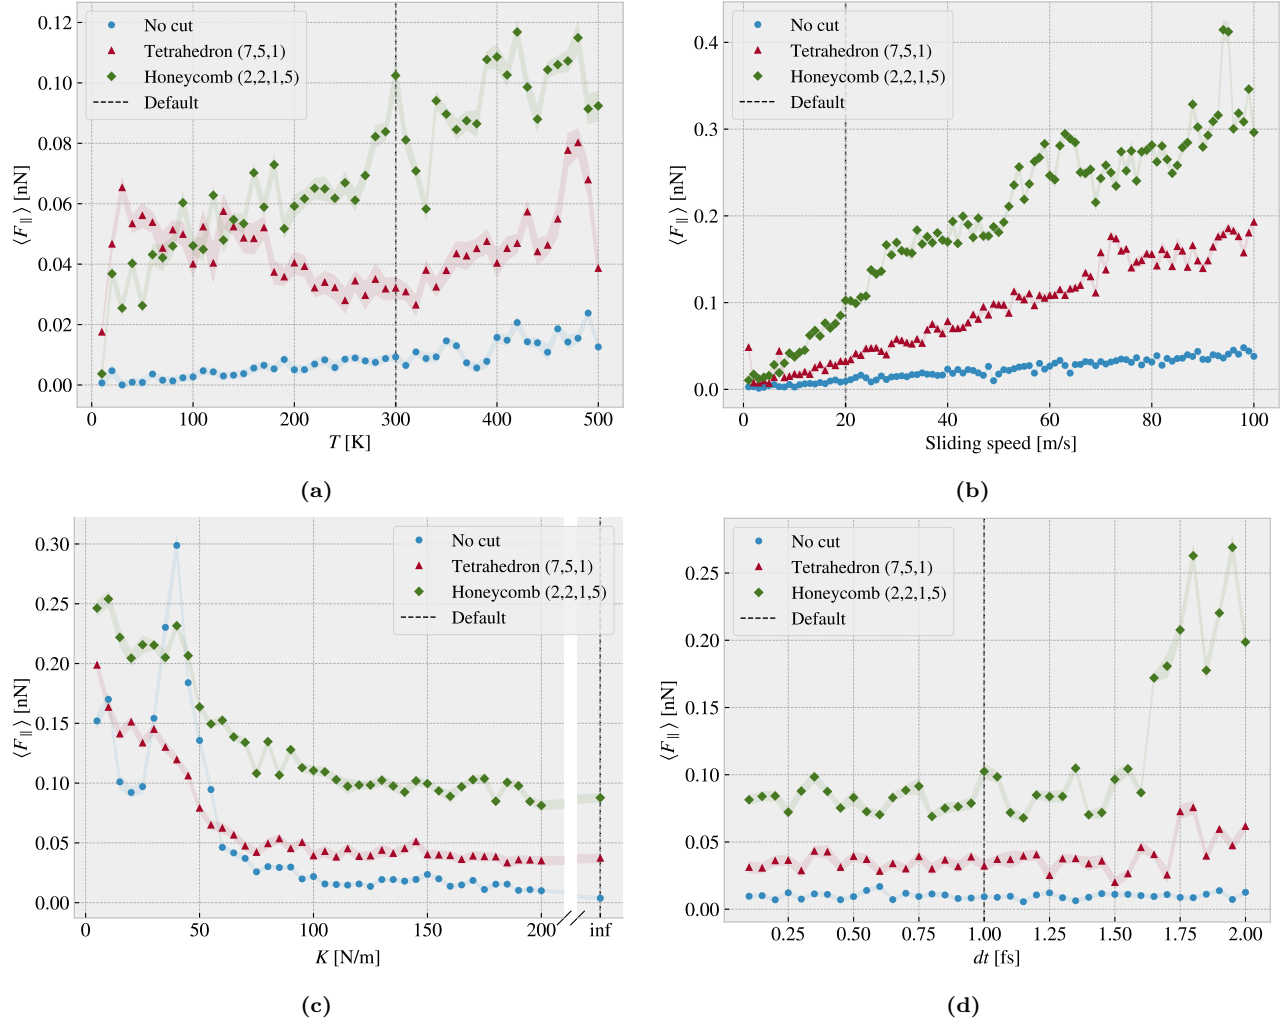 0.12
0.10
0.08
0.06
0.04
0.02
0.00
⟨F∥⟩ [nN]
No cut
Tetrahedron (7,5,1)
Honeycomb (2,2,1,5)
Default
0 100 200 300 400 500
T [K]
(a)
0.4
0.3
0.2
0.1
0.0
⟨F∥⟩ [nN]
No cut
Tetrahedron (7,5,1)
Honeycomb (2,2,1,5)
Default
0 20 40 60 80 100
Sliding speed [m/s]
(b)
0.30
0.25
0.20
0.15
0.10
0.05
0.00
⟨F∥⟩ [nN]
No cut
Tetrahedron (7,5,1)
Honeycomb (2,2,1,5)
Default
0 50 100 150 200 inf
K [N/m]
(c)
0.25
0.20
0.15
0.10
0.05
0.00
⟨F∥⟩ [nN]
No cut
Tetrahedron (7,5,1)
Honeycomb (2,2,1,5)
Default
0.25 0.50 0.75 1.00 1.25 1.50 1.75 2.00
dt [fs]
(d)